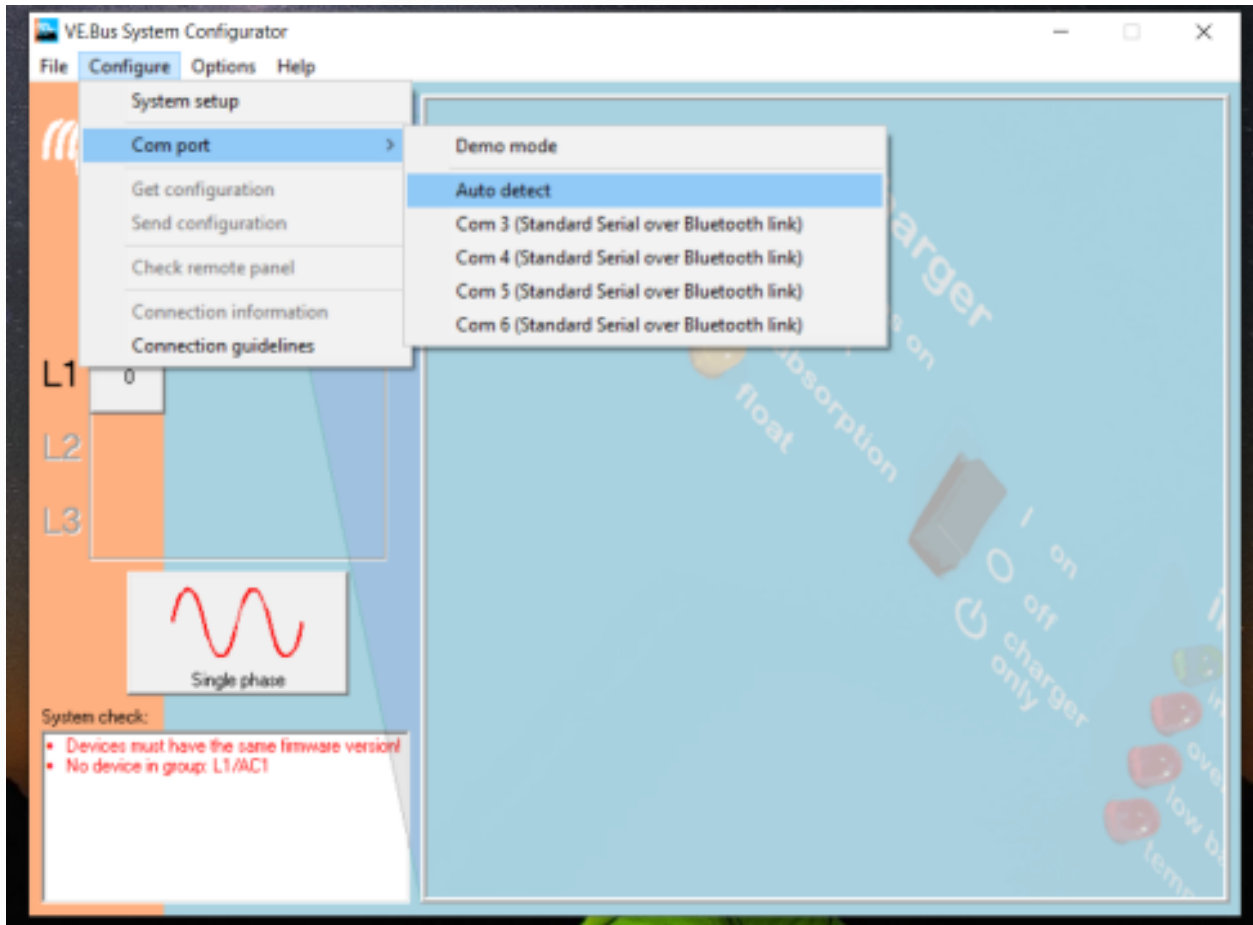 VE.Bus System Configurator
File Configure Options Help
System setup
Com port
Get configuration
Send configuration
Check remote panel
Connection information
Connection guidelines
Demo mode
Auto detect
Com 3 (Standard Serial over Bluetooth link)
Com 4 (Standard Serial over Bluetooth link)
Com 5 (Standard Serial over Bluetooth link)
Com 6 (Standard Serial over Bluetooth link)
L1 0
L2
L3
Single phase
System check:
• Devices must have the same firmware version!
• No device in group: L1/AC1
on
absorption
float
I on
O off
charger
only